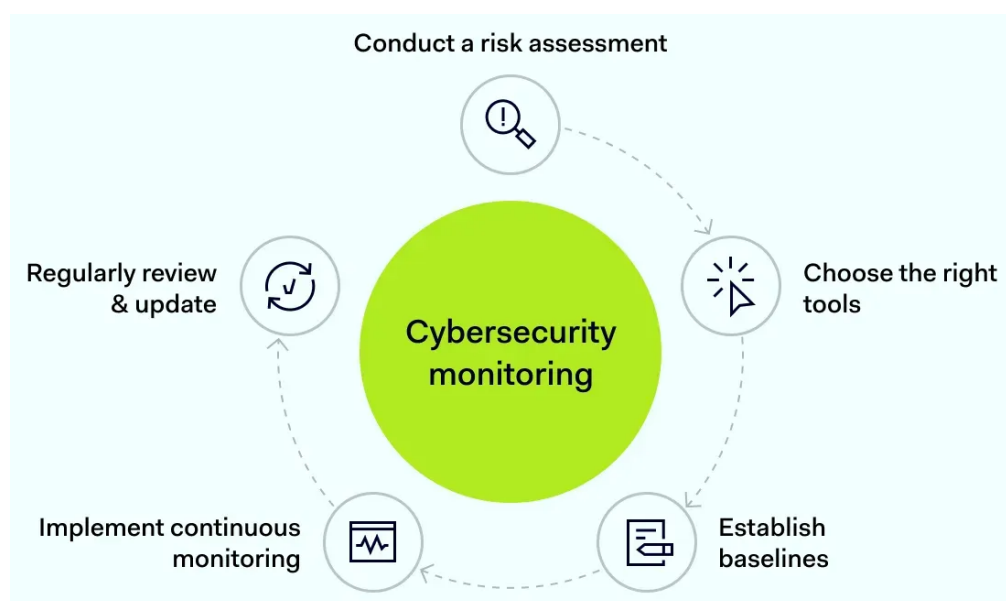 Conduct a risk assessment
Choose the right
tools
Establish
baselines
Implement continuous
monitoring
Regularly review
& update
Cybersecurity
monitoring